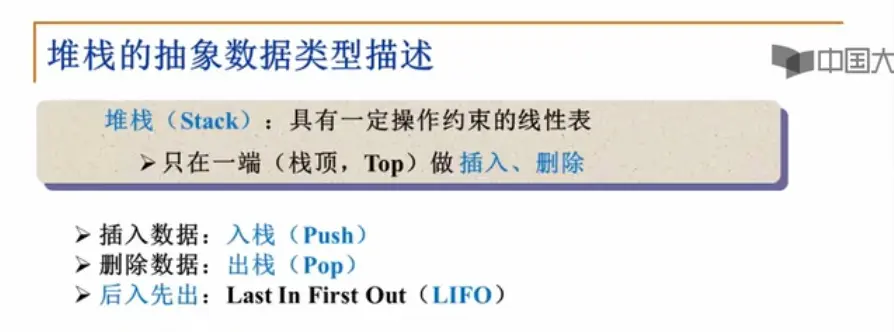 堆栈的抽象数据类型描述
中国大
堆栈（Stack）：具有一定操作约束的线性表
➢只在一端（栈顶，Top）做 插入、删除
➢ 插入数据：入栈（Push）
➢ 删除数据：出栈（Pop）
➢ 后入先出：Last In First Out（LIFO）